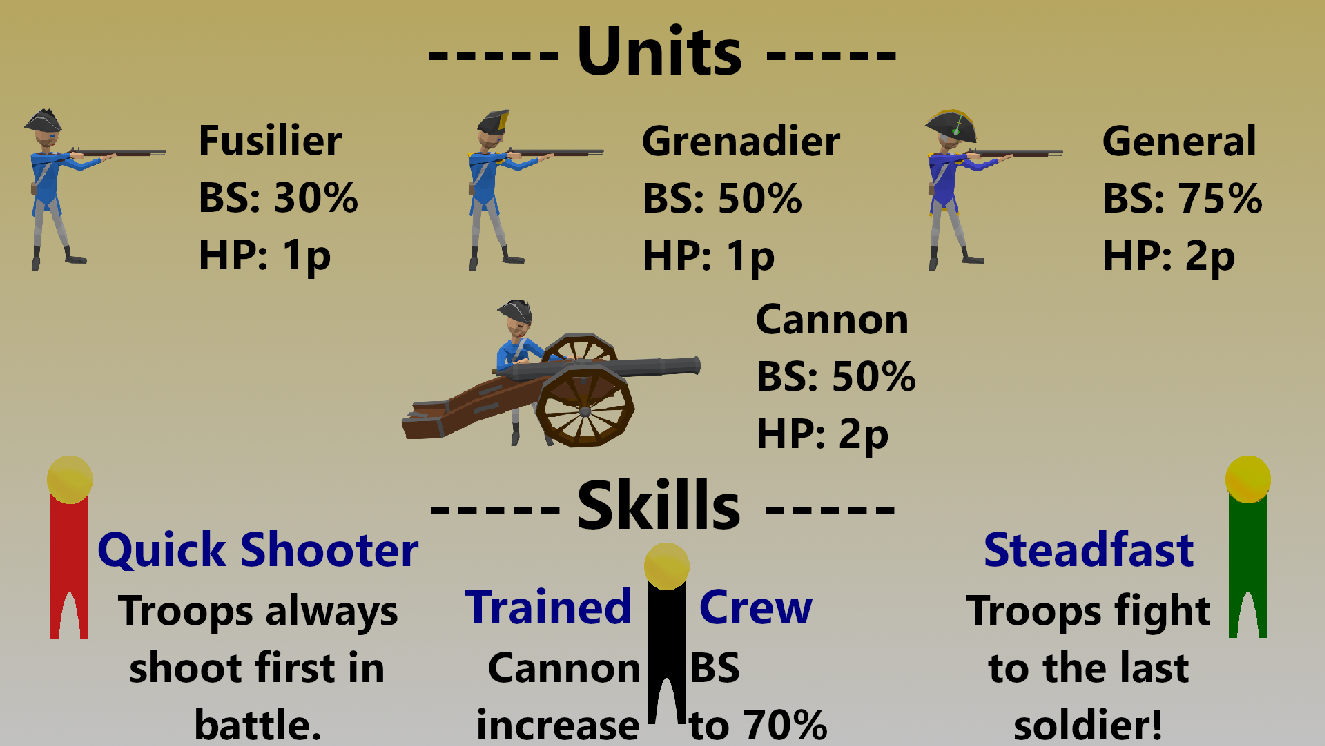 ----- Units -----
Fusilier
BS: 30%
HP: 1p
Grenadier
BS: 50%
HP: 1p
General
BS: 75%
HP: 2p
Cannon
BS: 50%
HP: 2p
----- Skills -----
Quick Shooter
Troops always
shoot first in
battle.
Trained Crew
Cannon BS
increase to 70%
Steadfast
Troops fight
to the last
soldier!